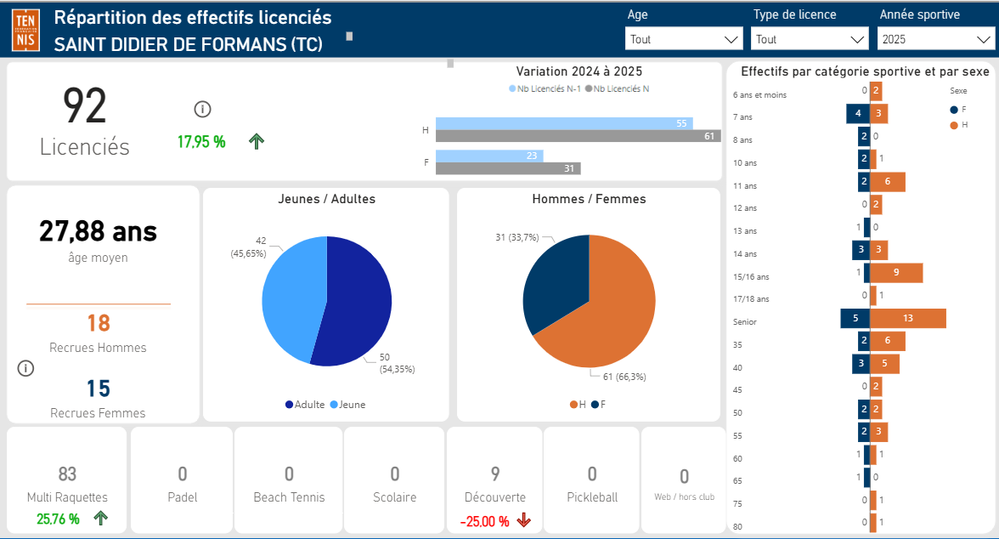 TEN
NIS
Répartition des effectifs licenciés
SAINT DIDIER DE FORMANS (TC)
Age
Tout
Type de licence
Tout
Année sportive
2025
92
Licenciés
17,95 %
Variation 2024 à 2025
Nb Licenciés N-1 Nb Licenciés N
H 55
61
F 23
31
27,88 ans
âge moyen
18
Recrues Hommes
15
Recrues Femmes
Jeunes / Adultes
42
(45,65%)
50
(54,35%)
Adulte Jeune
Hommes / Femmes
31 (33,7%)
61 (66,3%)
H F
Effectifs par catégorie sportive et par sexe
Sexe
F
H
6 ans et moins 0 2
7 ans 4 3
8 ans 2 0
10 ans 2 1
11 ans 2 6
12 ans 0 2
13 ans 1 0
14 ans 3 3
15/16 ans 1 9
17/18 ans 0 1
Senior 5 13
35 2 6
40 3 5
45 0 2
50 2 2
55 2 3
60 1 1
65 1 0
75 0 1
80 0 1
83
Multi Raquettes
25,76 %
0
Padel
0
Beach Tennis
0
Scolaire
9
Découverte
-25,00 %
0
Pickleball
0
Web / hors club